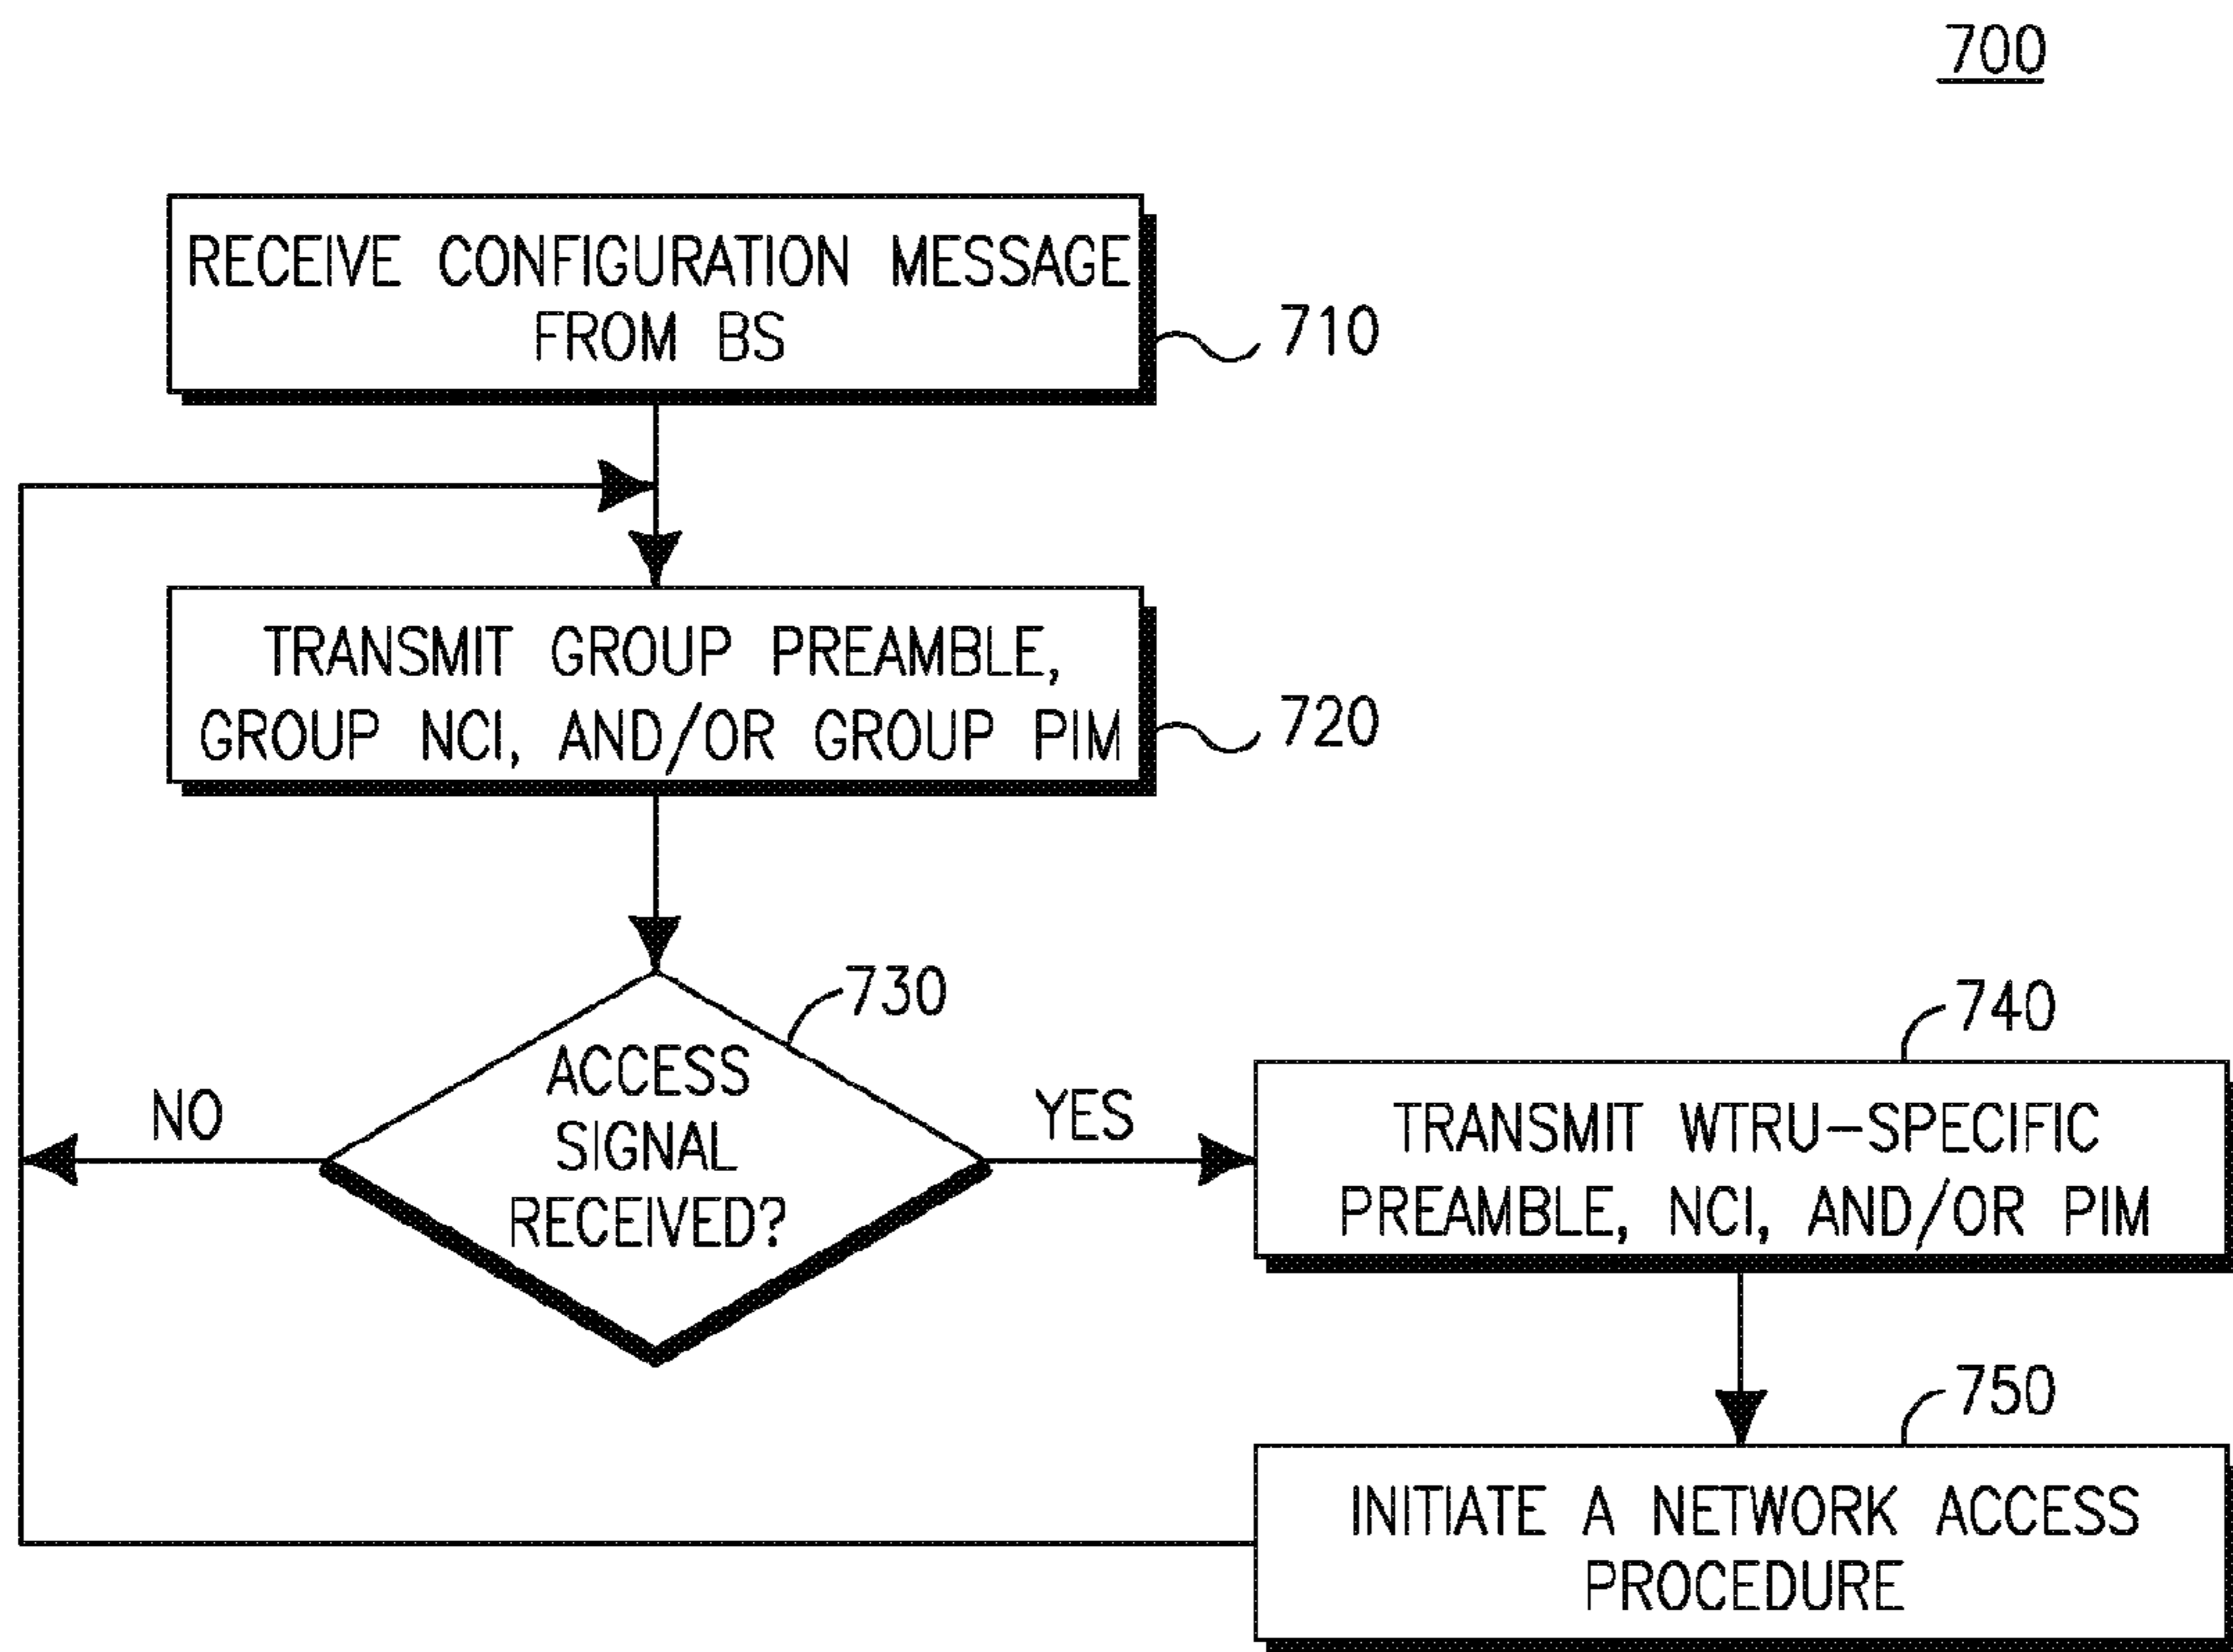 700
RECEIVE CONFIGURATION MESSAGE
FROM BS
710
TRANSMIT GROUP PREAMBLE,
GROUP NCI, AND/OR GROUP PIM
720
730
ACCESS
SIGNAL
RECEIVED?
NO
YES
740
TRANSMIT WTRU-SPECIFIC
PREAMBLE, NCI, AND/OR PIM
750
INITIATE A NETWORK ACCESS
PROCEDURE